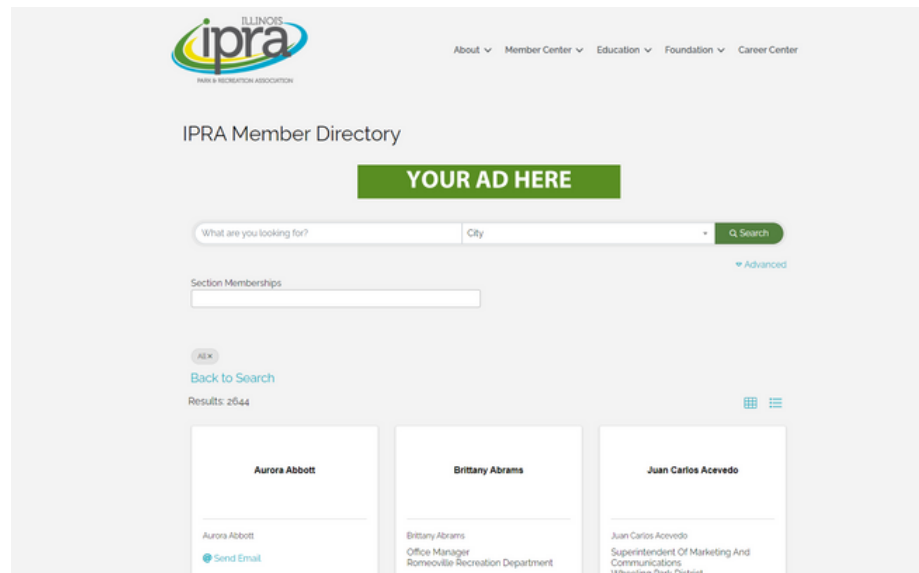 ILLINOIS
ipra
PARK & RECREATION ASSOCIATION
About Member Center Education Foundation Career Center
IPRA Member Directory
YOUR AD HERE
What are you looking for? City Search
Advanced
Section Memberships
All ×
Back to Search
Results: 2644
Aurora Abbott Brittany Abrams Juan Carlos Acevedo
Aurora Abbott Brittany Abrams Juan Carlos Acevedo
Send Email Office Manager Superintendent Of Marketing And
Romeoville Recreation Department Communications
Wheeling Park District